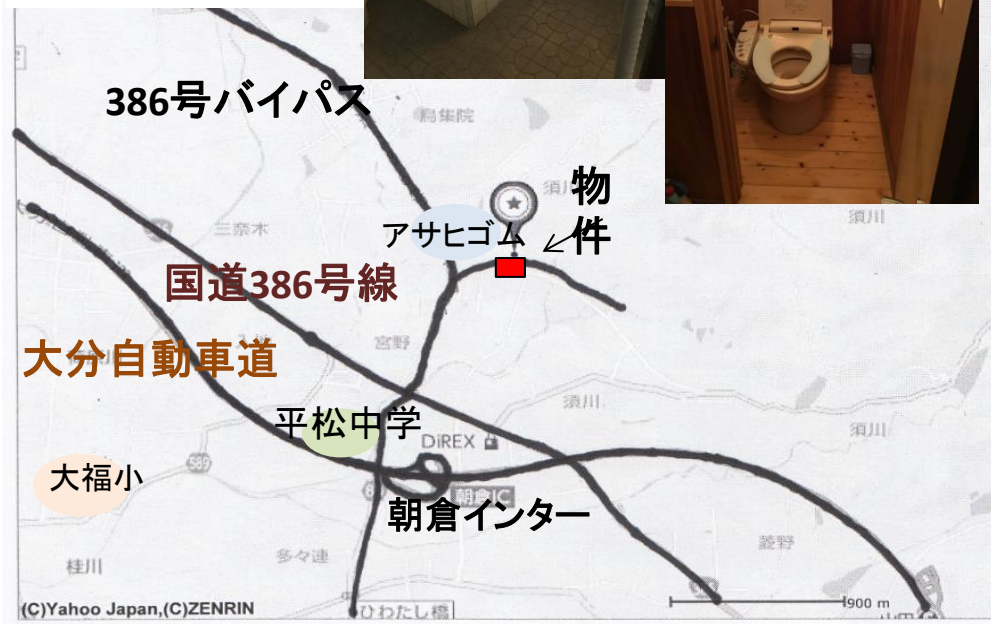 386号バイパス
鳥集院
物件
須川
須川
アサヒゴム
三奈木
国道386号線
宮野
大分自動車道
須川
平松中学
DiREX
須川
589
大福小
朝倉IC
朝倉インター
菱野
多々連
桂川
(C)Yahoo Japan,(C)ZENRIN
ひわたし橋
900 m